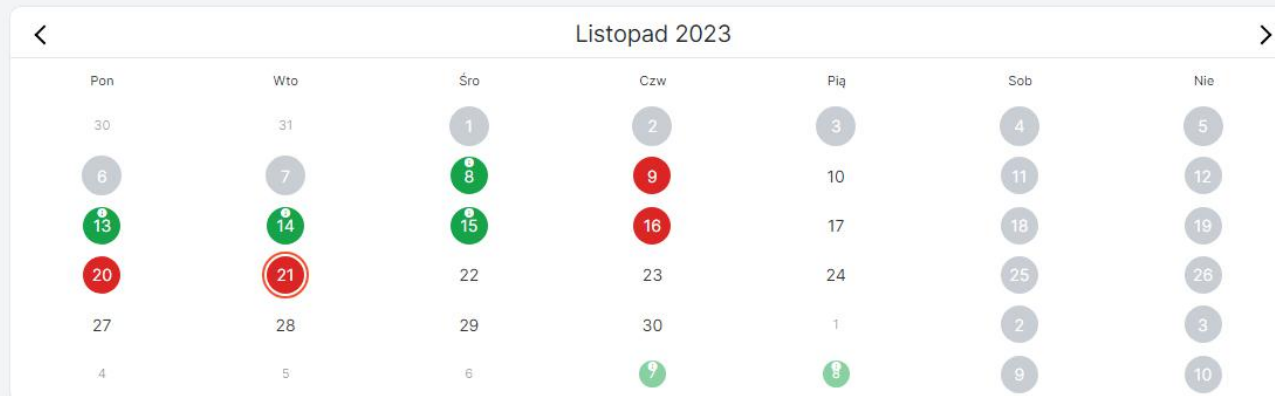 Listopad 2023
Pon Wto Śro Czw Pią Sob Nie
30 31 1 2 3 4 5
6 7 8 9 10 11 12
13 14 15 16 17 18 19
20 21 22 23 24 25 26
27 28 29 30 1 2 3
4 5 6 7 8 9 10